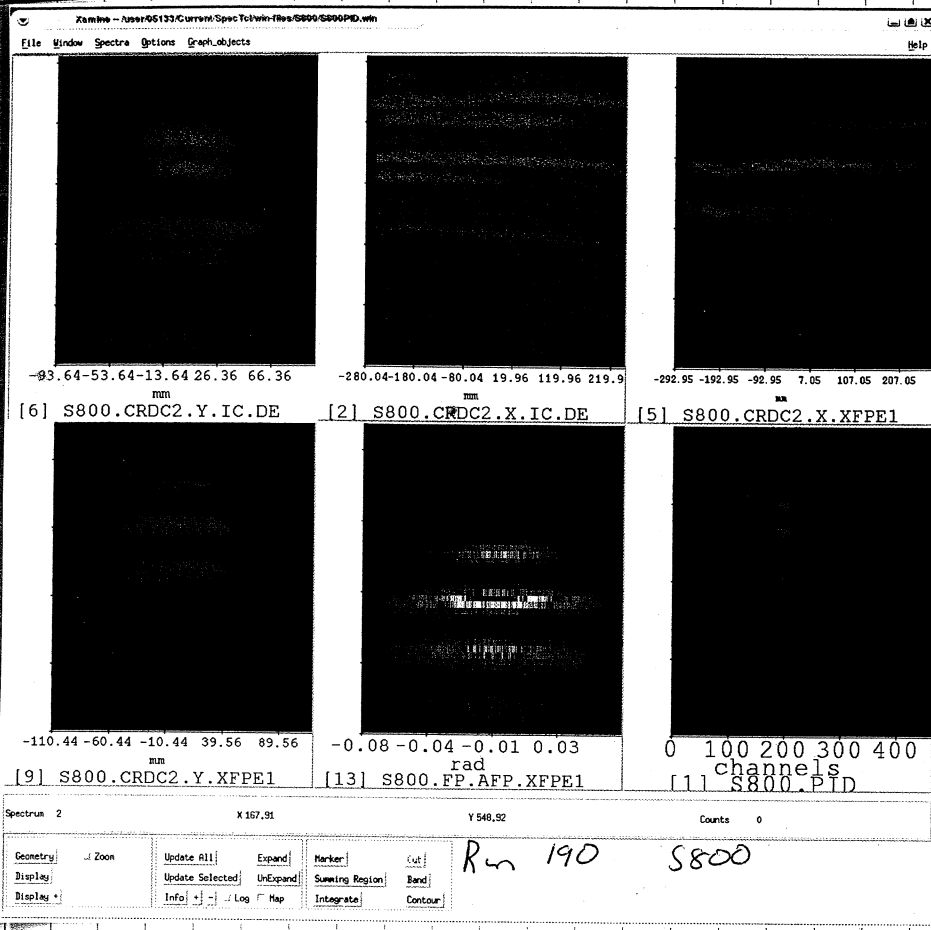 Xamine -- /user/05133/Current/SpecTcl/win-files/S800/S800PID.win
File Window Spectra Options Graph_objects Help
-93.64 -53.64 -13.64 26.36 66.36
mm
[6] S800.CRDC2.Y.IC.DE
-280.04 -180.04 -80.04 19.96 119.96 219.9
mm
[2] S800.CRDC2.X.IC.DE
-292.95 -192.95 -92.95 7.05 107.05 207.05
mm
[5] S800.CRDC2.X.XFPE1
-110.44 -60.44 -10.44 39.56 89.56
mm
[9] S800.CRDC2.Y.XFPE1
-0.08 -0.04 -0.01 0.03
rad
[13] S800.FP.AFP.XFPE1
0 100 200 300 400
channels
[1] S800.PID
Spectrum 2 X 167.91 Y 548.92 Counts 0
Geometry Zoom
Display
Display +
Update All Expand
Update Selected UnExpand
Info + - Log Map
Marker Cut
Summing Region Band
Integrate Contour
Run 190 S800